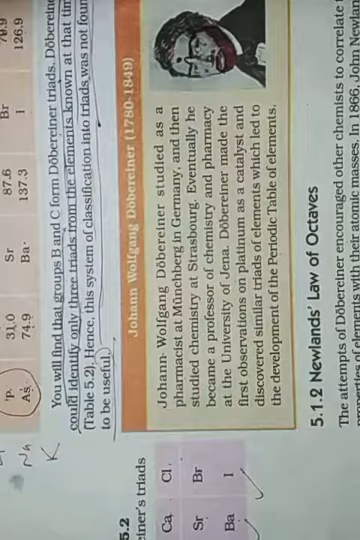 P 31.0
As 74.9
Sr 87.6
Ba 137.3
Br 79.9
I 126.9
Na
K
You will find that groups B and C form Döbereiner triads. Döbereiner
could identify only three triads from the elements known at that time
(Table 5.2). Hence, this system of classification into triads was not found
to be useful.
Johann Wolfgang Döbereiner (1780-1849)
Johann Wolfgang Döbereiner studied as a
pharmacist at Münchberg in Germany, and then
studied chemistry at Strasbourg. Eventually he
became a professor of chemistry and pharmacy
at the University of Jena. Döbereiner made the
first observations on platinum as a catalyst and
discovered similar triads of elements which led to
the development of the Periodic Table of elements.
5.2
einer's triads
Ca Cl
Sr Br
Ba I
5.1.2 Newlands' Law of Octaves
The attempts of Döbereiner encouraged other chemists to correlate
properties of elements with their atomic masses. In 1866, John Newlan